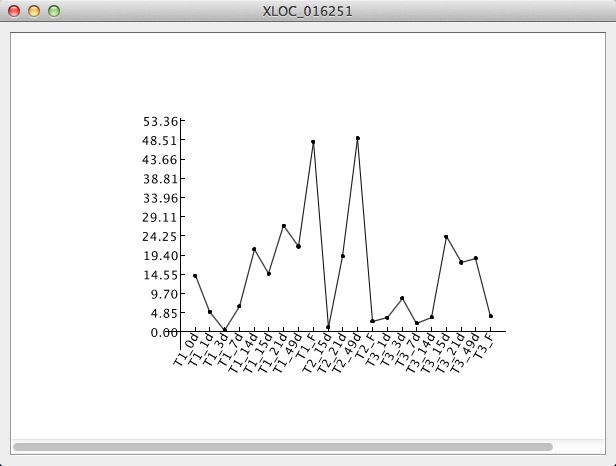 XLOC_016251
53.36
48.51
43.66
38.81
33.96
29.11
24.25
19.40
14.55
9.70
4.85
0.00
T1_0d
T1_1d
T1_3d
T1_7d
T1_14d
T1_15d
T1_21d
T1_49d
T1_F
T2_15d
T2_21d
T2_49d
T2_F
T3_1d
T3_3d
T3_7d
T3_14d
T3_15d
T3_21d
T3_49d
T3_F